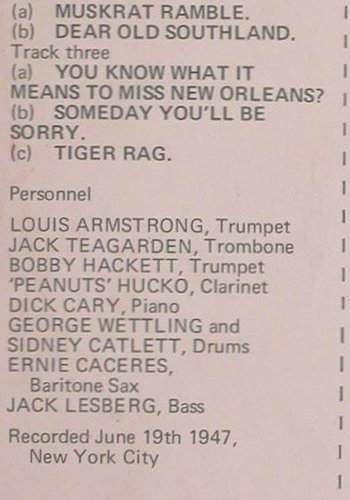 (a) MUSKRAT RAMBLE.
(b) DEAR OLD SOUTHLAND.
Track three
(a) YOU KNOW WHAT IT
MEANS TO MISS NEW ORLEANS?
(b) SOMEDAY YOU'LL BE
SORRY.
(c) TIGER RAG.
Personnel
LOUIS ARMSTRONG, Trumpet
JACK TEAGARDEN, Trombone
BOBBY HACKETT, Trumpet
'PEANUTS' HUCKO, Clarinet
DICK CARY, Piano
GEORGE WETTLING and
SIDNEY CATLETT, Drums
ERNIE CACERES,
Baritone Sax
JACK LESBERG, Bass
Recorded June 19th 1947,
New York City